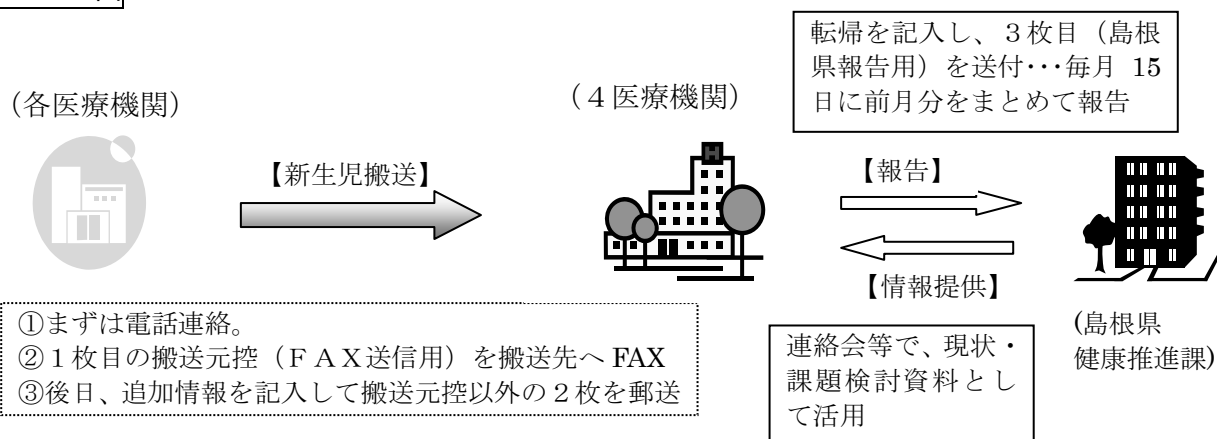 転帰を記入し、３枚目（島根
県報告用）を送付･･･毎月 15
日に前月分をまとめて報告
（各医療機関）
（４医療機関）
【新生児搬送】
【報告】
【情報提供】
①まずは電話連絡。
②１枚目の搬送元控（ＦＡＸ送信用）を搬送先へ FAX
③後日、追加情報を記入して搬送元控以外の２枚を郵送
連絡会等で、現状・
課題検討資料とし
て活用
(島根県
健康推進課)
H